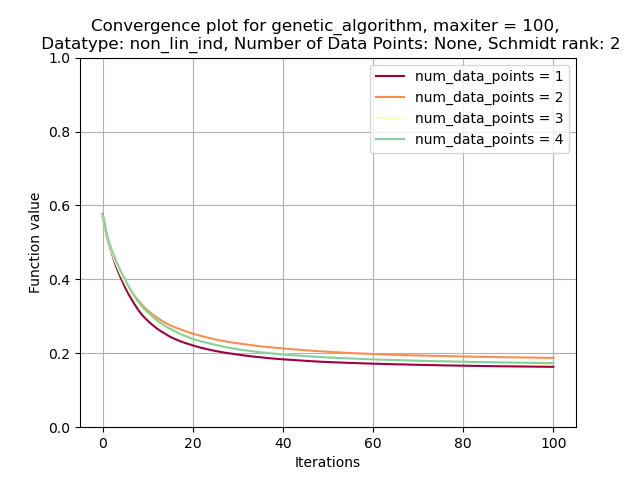 Convergence plot for genetic_algorithm, maxiter = 100,
Datatype: non_lin_ind, Number of Data Points: None, Schmidt rank: 2
num_data_points = 1
num_data_points = 2
num_data_points = 3
num_data_points = 4
1.0
0.8
0.6
0.4
0.2
0.0
Function value
0 20 40 60 80 100
Iterations